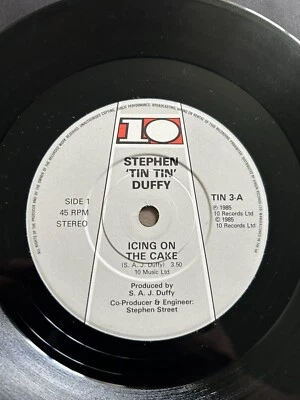 10
STEPHEN
'TIN TIN'
DUFFY
SIDE 1
45 RPM
STEREO
TIN 3-A
℗ 1985
10 Records Ltd
© 1985
10 Records Ltd
ICING ON
THE CAKE
(S. A. J. Duffy) 3.50
10 Music Ltd.
Produced by
S. A. J. Duffy
Co-Producer & Engineer:
Stephen Street